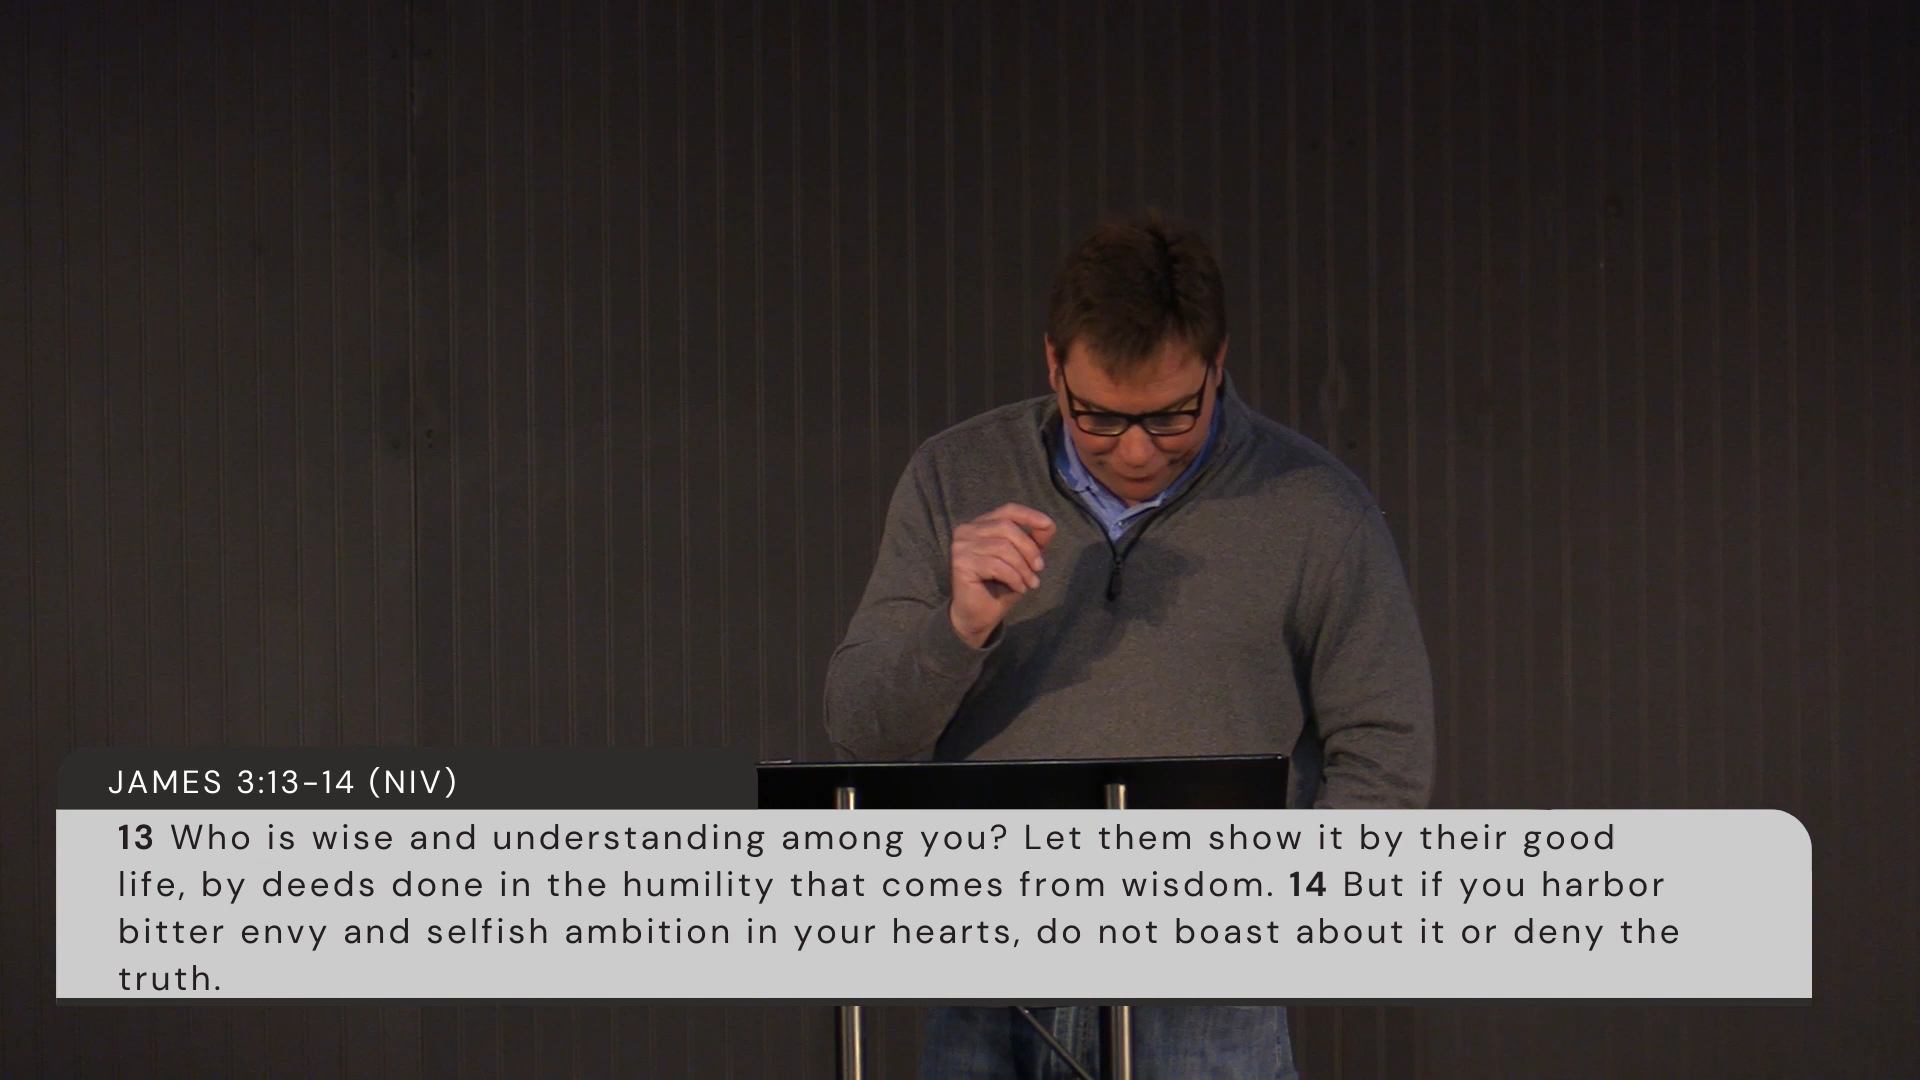 JAMES 3:13-14 (NIV)
13 Who is wise and understanding among you? Let them show it by their good
life, by deeds done in the humility that comes from wisdom. 14 But if you harbor
bitter envy and selfish ambition in your hearts, do not boast about it or deny the
truth.